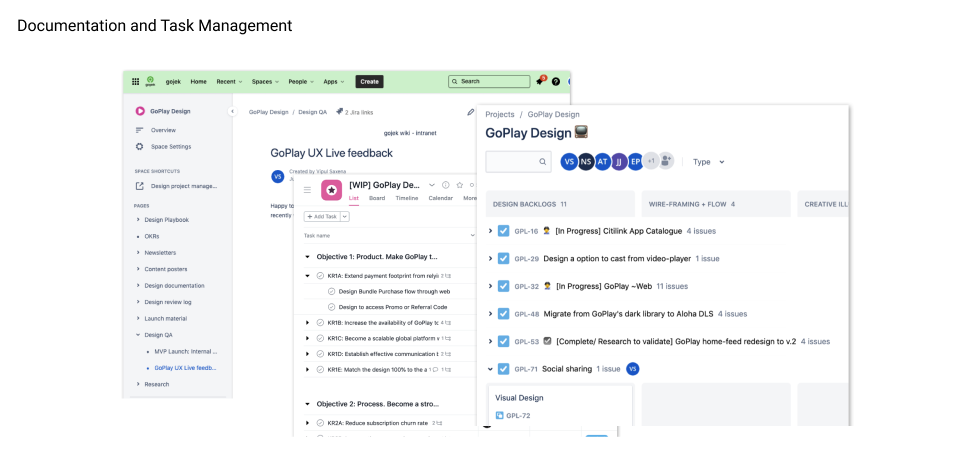 Documentation and Task Management
gojek
gojek Home Recent Spaces People Apps Create
Search
GoPlay Design
Overview
Space Settings
SPACE SHORTCUTS
Design project manage...
PAGES
Design Playbook
OKRs
Newsletters
Content posters
Design documentation
Design review log
Launch material
Design QA
MVP Launch: Internal ...
GoPlay UX Live feedb...
Research
GoPlay Design / Design QA 2 Jira links
gojek wiki - intranet
GoPlay UX Live feedback
VS
Created by Vipul Saxena
Happy to
recently
[WIP] GoPlay De...
List Board Timeline Calendar More
+ Add Task
Task name
Objective 1: Product. Make GoPlay t...
KR1A: Extend payment footprint from relyi
Design Bundle Purchase flow through web
Design to access Promo or Referral Code
KR1B: Increase the availability of GoPlay to 4
KR1C: Become a scalable global platform
KR1D: Establish effective communication 2
KR1E: Match the design 100% to the a 1
Objective 2: Process. Become a stro...
KR2A: Reduce subscription churn rate
Projects / GoPlay Design
GoPlay Design
VS NS AT JJ EP +1 Type
DESIGN BACKLOGS 11
WIRE-FRAMING + FLOW 4
CREATIVE ILL
GPL-16 [In Progress] Citilink App Catalogue 4 issues
GPL-29 Design a option to cast from video-player 1 issue
GPL-32 [In Progress] GoPlay ~Web 11 issues
GPL-48 Migrate from GoPlay's dark library to Aloha DLS 4 issues
GPL-53 [Complete/ Research to validate] GoPlay home-feed redesign to v.2 4 issues
GPL-71 Social sharing 1 issue VS
Visual Design
GPL-72